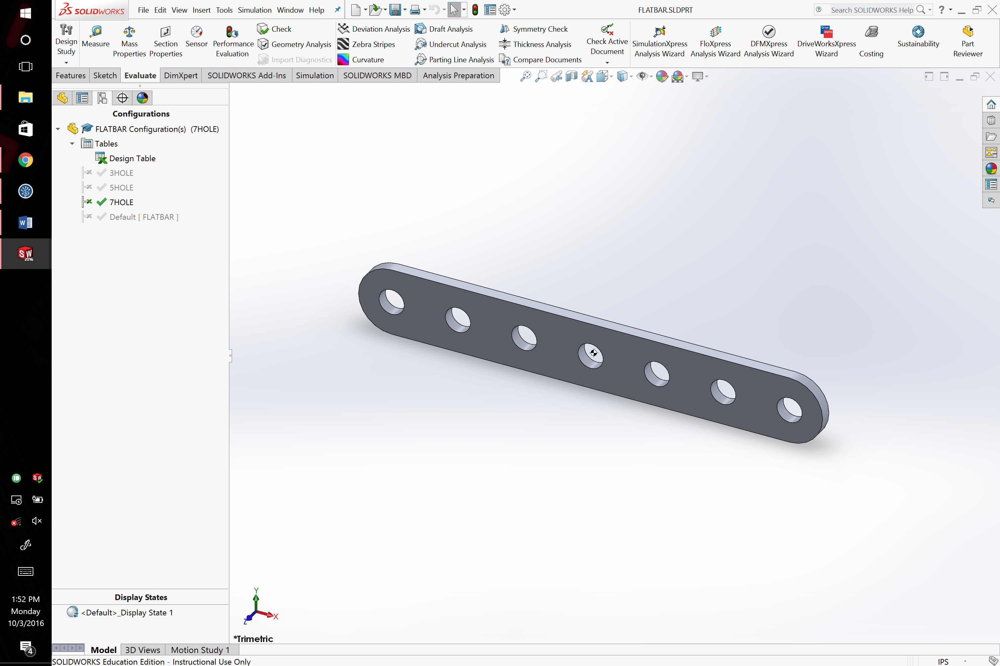 SOLIDWORKS
File Edit View Insert Tools Simulation Window Help
FLATBAR.SLDPRT
Search SOLIDWORKS Help
?
Design Study
Measure
Mass Properties
Section Properties
Sensor
Performance Evaluation
Check
Geometry Analysis
Import Diagnostics
Deviation Analysis
Zebra Stripes
Curvature
Draft Analysis
Undercut Analysis
Parting Line Analysis
Symmetry Check
Thickness Analysis
Compare Documents
Check Active Document
SimulationXpress Analysis Wizard
FloXpress Analysis Wizard
DFMXpress Analysis Wizard
Drive Works
DriveWorksXpress Wizard
Costing
Sustainability
Part Reviewer
Features Sketch Evaluate DimXpert SOLIDWORKS Add-Ins Simulation SOLIDWORKS MBD Analysis Preparation
Configurations
FLATBAR Configuration(s) (7HOLE)
Tables
Design Table
3HOLE
5HOLE
7HOLE
Default [ FLATBAR ]
W
SW
2016
SW
1:52 PM
Monday
10/3/2016
4
Display States
<Default>_Display State 1
Y
X
Z
*Trimetric
Model 3D Views Motion Study 1
SOLIDWORKS Education Edition - Instructional Use Only
IPS